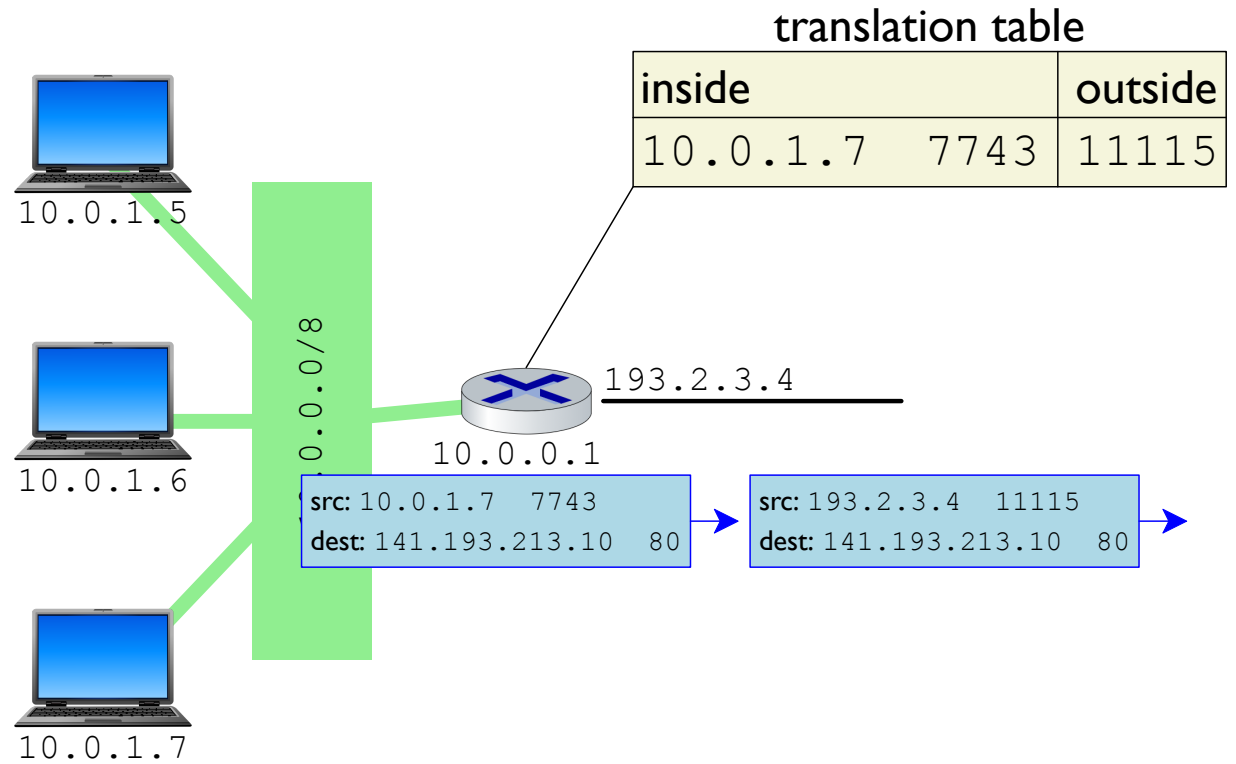 translation table
inside outside
10.0.1.7 7743 11115
10.0.1.5
193.2.3.4
10.0.0.1
10.0.1.6
src: 10.0.1.7 7743
dest: 141.193.213.10 80
src: 193.2.3.4 11115
dest: 141.193.213.10 80
10.0.1.7